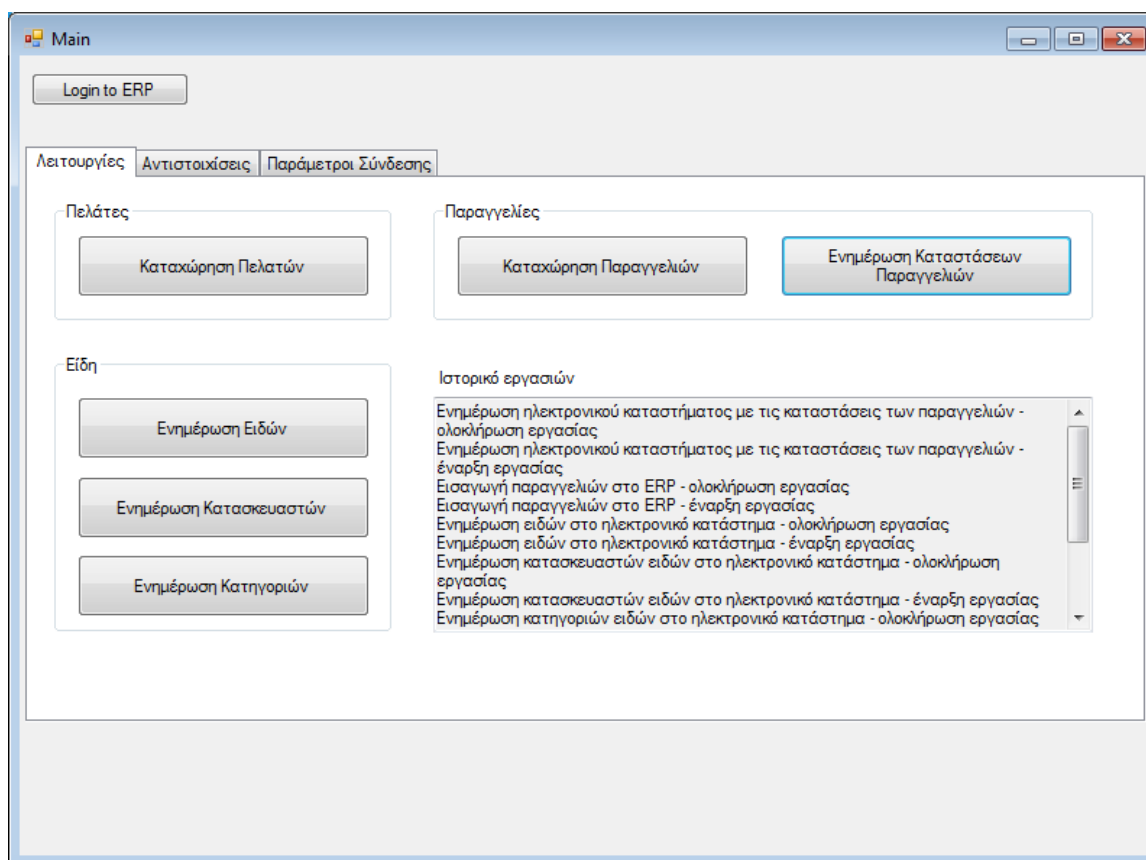 Main
Login to ERP
Λειτουργίες
Αντιστοιχίσεις
Παράμετροι Σύνδεσης
Πελάτες
Καταχώρηση Πελατών
Παραγγελίες
Καταχώρηση Παραγγελιών
Ενημέρωση Καταστάσεων
Παραγγελιών
Είδη
Ενημέρωση Ειδών
Ενημέρωση Κατασκευαστών
Ενημέρωση Κατηγοριών
Ιστορικό εργασιών
Ενημέρωση ηλεκτρονικού καταστήματος με τις καταστάσεις των παραγγελιών -
ολοκλήρωση εργασίας
Ενημέρωση ηλεκτρονικού καταστήματος με τις καταστάσεις των παραγγελιών -
έναρξη εργασίας
Εισαγωγή παραγγελιών στο ERP - ολοκλήρωση εργασίας
Εισαγωγή παραγγελιών στο ERP - έναρξη εργασίας
Ενημέρωση ειδών στο ηλεκτρονικό κατάστημα - ολοκλήρωση εργασίας
Ενημέρωση ειδών στο ηλεκτρονικό κατάστημα - έναρξη εργασίας
Ενημέρωση κατασκευαστών ειδών στο ηλεκτρονικό κατάστημα - ολοκλήρωση
εργασίας
Ενημέρωση κατασκευαστών ειδών στο ηλεκτρονικό κατάστημα - έναρξη εργασίας
Ενημέρωση κατηγοριών ειδών στο ηλεκτρονικό κατάστημα - ολοκλήρωση εργασίας